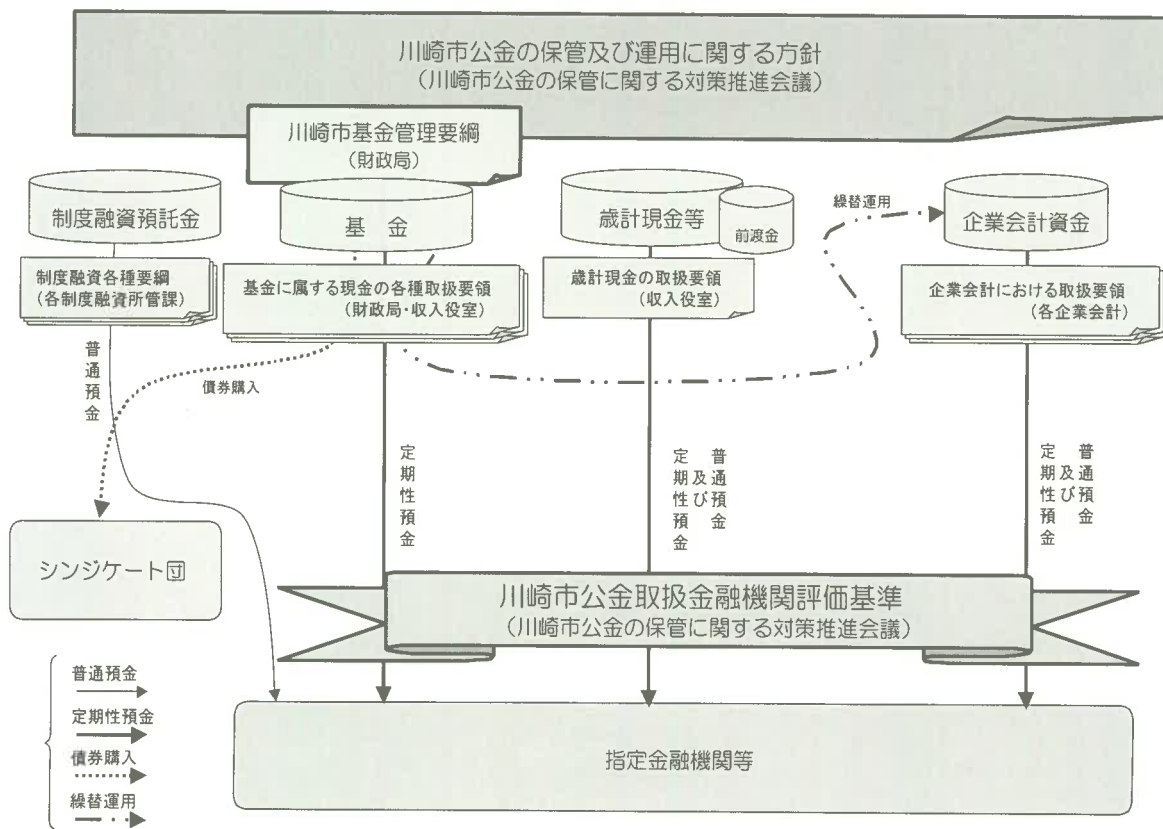 川崎市公金の保管及び運用に関する方針
（川崎市公金の保管に関する対策推進会議）
川崎市基金管理要綱
（財政局）
制度融資預託金
基　金
歳計現金等
前渡金
繰替運用
企業会計資金
制度融資各種要綱
（各制度融資所管課）
基金に属する現金の各種取扱要領
（財政局・収入役室）
歳計現金の取扱要領
（収入役室）
企業会計における取扱要領
（各企業会計）
普通預金
債券購入
定期性預金
普通預金
及び
定期性預金
普通預金
及び
定期性預金
シンジケート団
川崎市公金取扱金融機関評価基準
（川崎市公金の保管に関する対策推進会議）
普通預金
定期性預金
債券購入
繰替運用
指定金融機関等